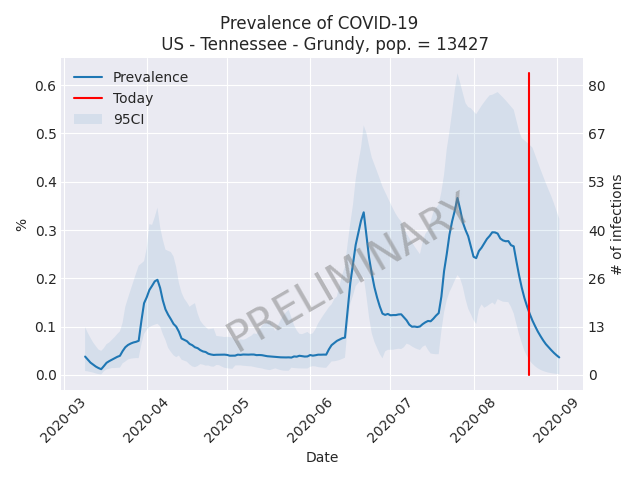 Prevalence of COVID-19
US - Tennessee - Grundy, pop. = 13427
Prevalence
Today
95CI
PRELIMINARY
%
0.6
0.5
0.4
0.3
0.2
0.1
0.0
80
67
53
40
26
13
0
# of infections
2020-03
2020-04
2020-05
2020-06
2020-07
2020-08
2020-09
Date